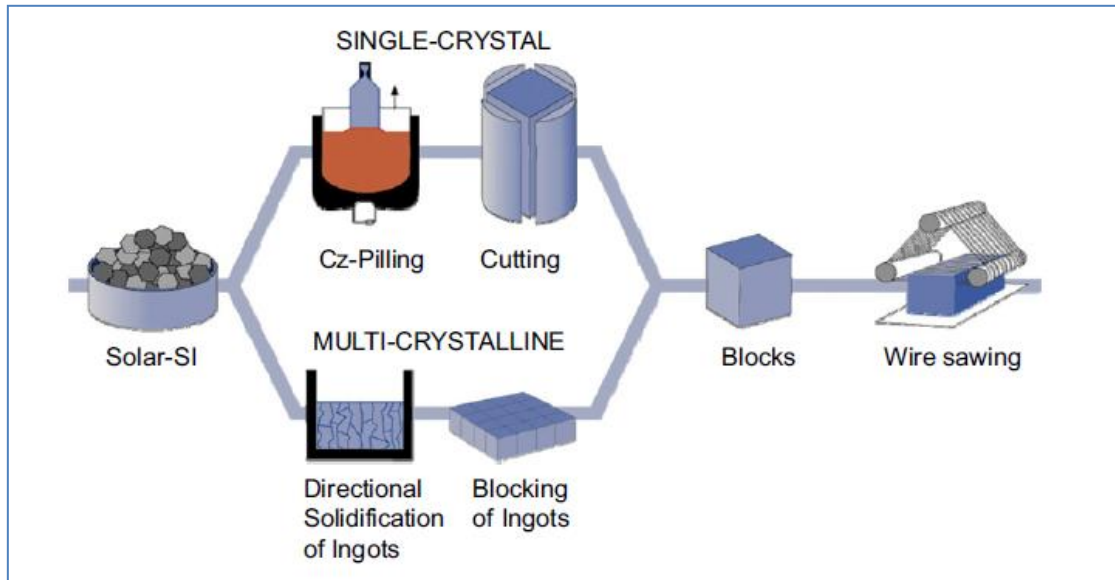 SINGLE-CRYSTAL
Cz-Pilling
Cutting
Solar-SI
MULTI-CRYSTALLINE
Blocks
Wire sawing
Directional
Solidification
of Ingots
Blocking
of Ingots